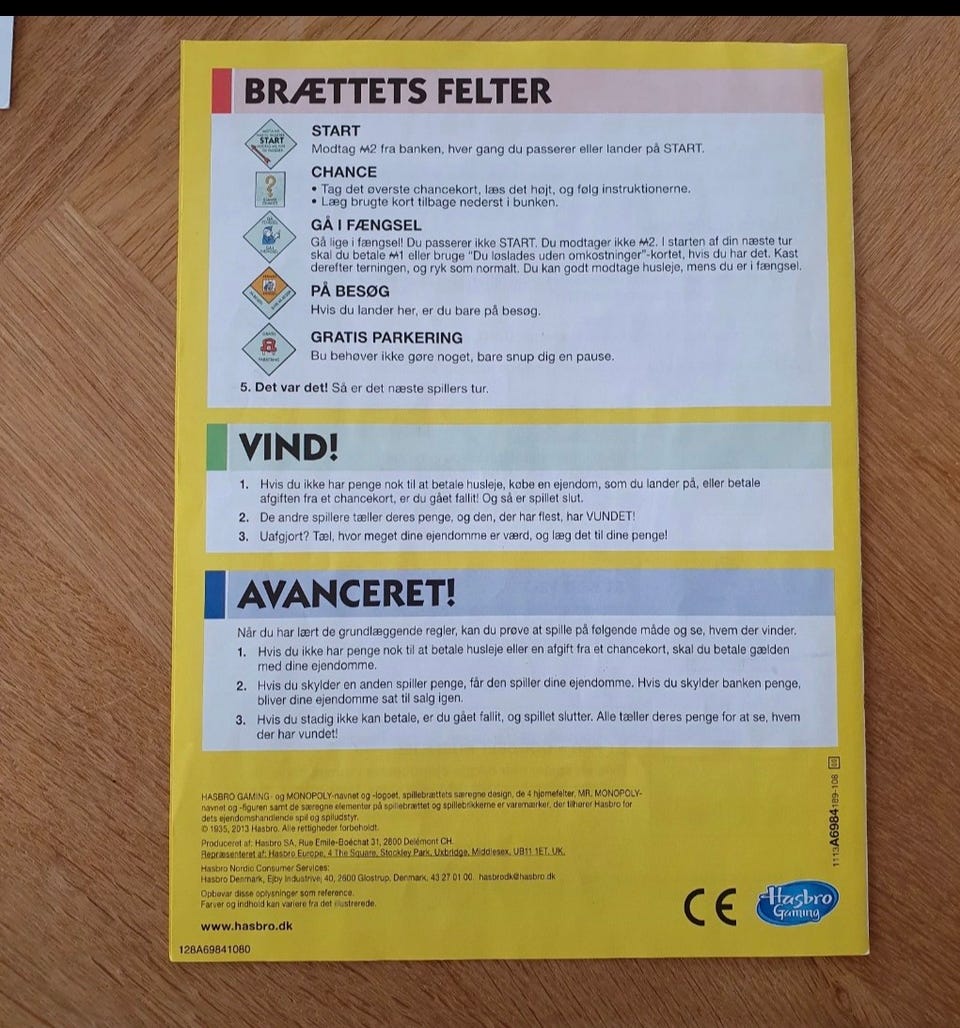 BRÆTTETS FELTER
START
START
Modtag ₩2 fra banken, hver gang du passerer eller lander på START.
CHANCE
• Tag det øverste chancekort, læs det højt, og følg instruktionerne.
• Læg brugte kort tilbage nederst i bunken.
GÅ I FÆNGSEL
Gå lige i fængsel! Du passerer ikke START. Du modtager ikke ₩2. I starten af din næste tur
skal du betale ₩1 eller bruge "Du løslades uden omkostninger"-kortet, hvis du har det. Kast
derefter terningen, og ryk som normalt. Du kan godt modtage husleje, mens du er i fængsel.
PÅ BESØG
Hvis du lander her, er du bare på besøg.
GRATIS PARKERING
Bu behøver ikke gøre noget, bare snup dig en pause.
5. Det var det! Så er det næste spillers tur.
VIND!
1. Hvis du ikke har penge nok til at betale husleje, købe en ejendom, som du lander på, eller betale
afgiften fra et chancekort, er du gået fallit! Og så er spillet slut.
2. De andre spillere tæller deres penge, og den, der har flest, har VUNDET!
3. Uafgjort? Tæl, hvor meget dine ejendomme er værd, og læg det til dine penge!
AVANCERET!
Når du har lært de grundlæggende regler, kan du prøve at spille på følgende måde og se, hvem der vinder.
1. Hvis du ikke har penge nok til at betale husleje eller en afgift fra et chancekort, skal du betale gælden
med dine ejendomme.
2. Hvis du skylder en anden spiller penge, får den spiller dine ejendomme. Hvis du skylder banken penge,
bliver dine ejendomme sat til salg igen.
3. Hvis du stadig ikke kan betale, er du gået fallit, og spillet slutter. Alle tæller deres penge for at se, hvem
der har vundet!
HASBRO GAMING- og MONOPOLY-navnet og -logoet, spillebrættets særegne design, de 4 hjørnefelter, MR. MONOPOLY-
navnet og -figuren samt de særegne elementer på spillebrættet og spillebrikkerne er varemærker, der tilhører Hasbro for
dets ejendomshandlende spil og spiludstyr.
© 1935, 2013 Hasbro. Alle rettigheder forbeholdt.
Produceret af: Hasbro SA, Rue Emile-Boéchat 31, 2800 Delémont CH.
Repræsenteret af: Hasbro Europe, 4 The Square, Stockley Park, Uxbridge, Middlesex, UB11 1ET, UK.
Hasbro Nordic Consumer Services:
Hasbro Denmark, Ejby Industrivej 40, 2600 Glostrup, Denmark, 43 27 01 00. hasbrodk@hasbro.dk
Opbevar disse oplysninger som reference.
Farver og indhold kan variere fra det illustrerede.
www.hasbro.dk
128A69841080
1113A6984189-108 00
CE
Hasbro
Gaming